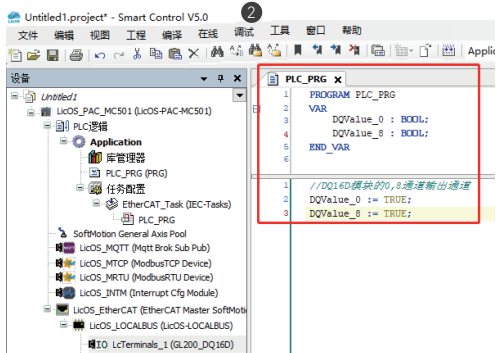 Untitled1.project* - Smart Control V5.0
2
文件 编辑 视图 工程 编译 在线 调试 工具 窗口 帮助
Appli
设备
PLC_PRG
Untitled1
LicOS_PAC_MC501 (LicOS-PAC-MC501)
PLC逻辑
Application
库管理器
PLC_PRG (PRG)
任务配置
EtherCAT_Task (IEC-Tasks)
PLC_PRG
SoftMotion General Axis Pool
LicOS_MQTT (Mqtt Brok Sub Pub)
LicOS_MTCP (ModbusTCP Device)
LicOS_MRTU (ModbusRTU Device)
LicOS_INTM (Interrupt Cfg Module)
LicOS_EtherCAT (EtherCAT Master SoftMoti
LicOS_LOCALBUS (LicOS-LOCALBUS)
IO LcTerminals_1 (GL200_DQ16D)
1 PROGRAM PLC_PRG
2 VAR
3 DQValue_0 : BOOL;
4 DQValue_8 : BOOL;
5 END_VAR
6
1 //DQ16D模块的0,8通道输出通道
2 DQValue_0 := TRUE;
3 DQValue_8 := TRUE;